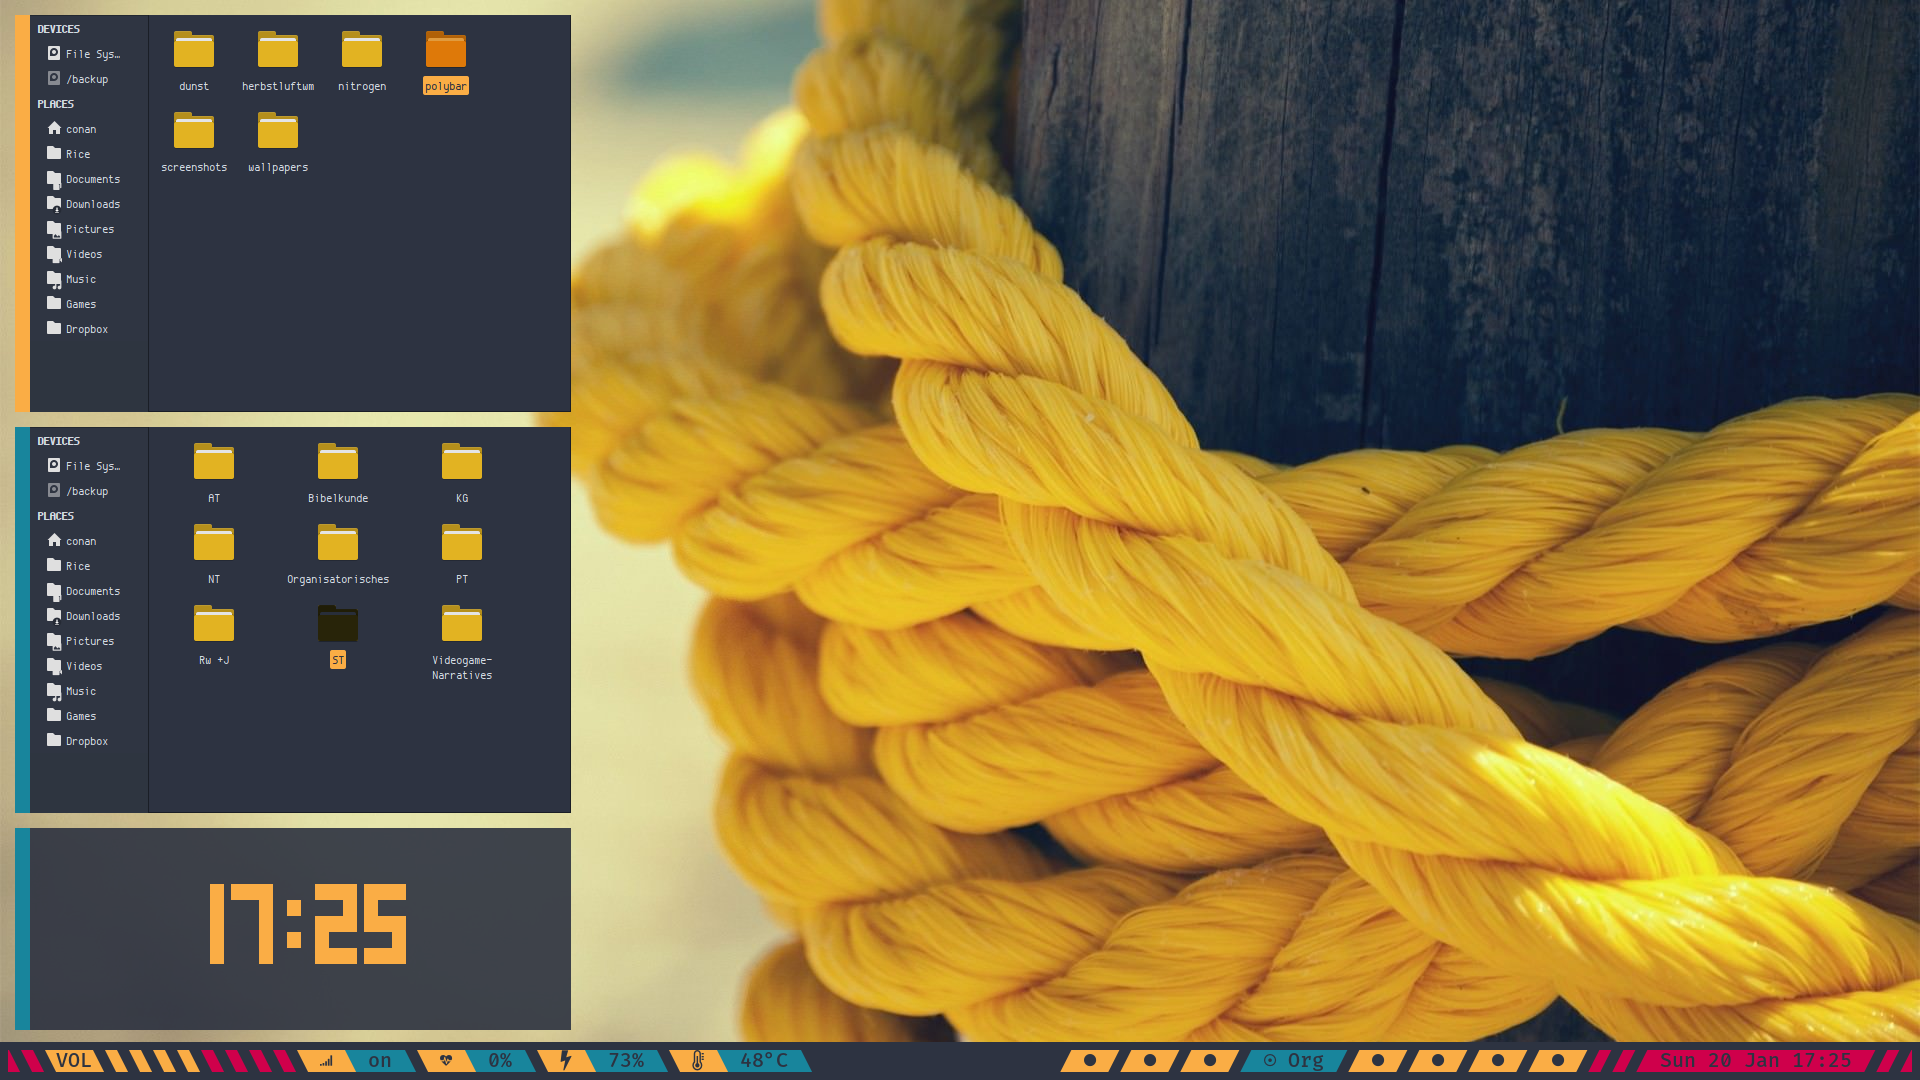 DEVICES
File Sys…
/backup
PLACES
conan
Rice
Documents
Downloads
Pictures
Videos
Music
Games
Dropbox
dunst
herbstluftwm
nitrogen
polybar
screenshots
wallpapers
DEVICES
File Sys…
/backup
PLACES
conan
Rice
Documents
Downloads
Pictures
Videos
Music
Games
Dropbox
AT
Bibelkunde
KG
NT
Organisatorisches
PT
Rw +J
ST
Videogame-
Narratives
17:25
VOL on 0% 73% 48°C Org Sun 20 Jan 17:25